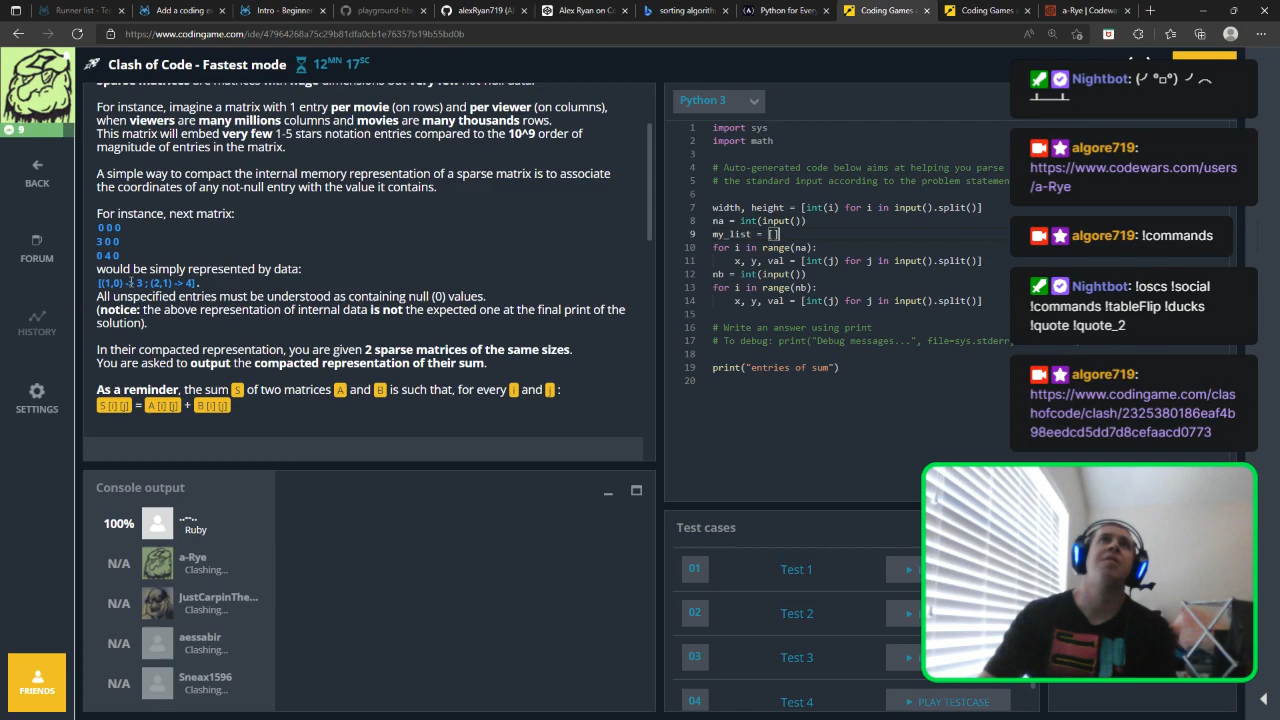 Runner list - Tene
Add a coding e
Intro - Beginner
playground-hb
alexRyan719 (Al
Alex Ryan on C
sorting algorith
Python for Every
Coding Games a
Coding Games a
a-Rye | Codewa
https://www.codingame.com/ide/47964268a75c29b81dfa0cb1e76357b19b55bd0b
Clash of Code - Fastest mode
12MN 17SC
9
BACK
FORUM
HISTORY
SETTINGS
FRIENDS
For instance, imagine a matrix with 1 entry per movie (on rows) and per viewer (on columns),
when viewers are many millions columns and movies are many thousands rows.
This matrix will embed very few 1-5 stars notation entries compared to the 10^9 order of
magnitude of entries in the matrix.
A simple way to compact the internal memory representation of a sparse matrix is to associate
the coordinates of any not-null entry with the value it contains.
For instance, next matrix:
0 0 0
3 0 0
0 4 0
would be simply represented by data:
[(1,0) -> 3 ; (2,1) -> 4].
All unspecified entries must be understood as containing null (0) values.
(notice: the above representation of internal data is not the expected one at the final print of the
solution).
In their compacted representation, you are given 2 sparse matrices of the same sizes.
You are asked to output the compacted representation of their sum.
As a reminder, the sum S of two matrices A and B is such that, for every i and j :
S [i] [j] = A [i] [j] + B [i] [j]
Console output
100% ..--.. Ruby
N/A a-Rye Clashing...
N/A JustCarpinThe... Clashing...
N/A aessabir Clashing...
N/A Sneax1596 Clashing...
Python 3
1 import sys
2 import math
3
4 # Auto-generated code below aims at helping you parse
5 # the standard input according to the problem statemen
6
7 width, height = [int(i) for i in input().split()]
8 na = int(input())
9 my_list = []
10 for i in range(na):
11 x, y, val = [int(j) for j in input().split()]
12 nb = int(input())
13 for i in range(nb):
14 x, y, val = [int(j) for j in input().split()]
15
16 # Write an answer using print
17 # To debug: print("Debug messages...", file=sys.stderr,
18
19 print("entries of sum")
20
Test cases
01 Test 1
02 Test 2
03 Test 3
04 Test 4 PLAY TESTCASE
Nightbot: (╯°□°)╯︵
┻━┻
algore719:
https://www.codewars.com/users
/a-Rye
algore719: !commands
Nightbot: !oscs !social
!commands !tableFlip !ducks
!quote !quote_2
algore719:
https://www.codingame.com/clas
hofcode/clash/2325380186eaf4b
98eedcd5dd7d8cefaacd0773